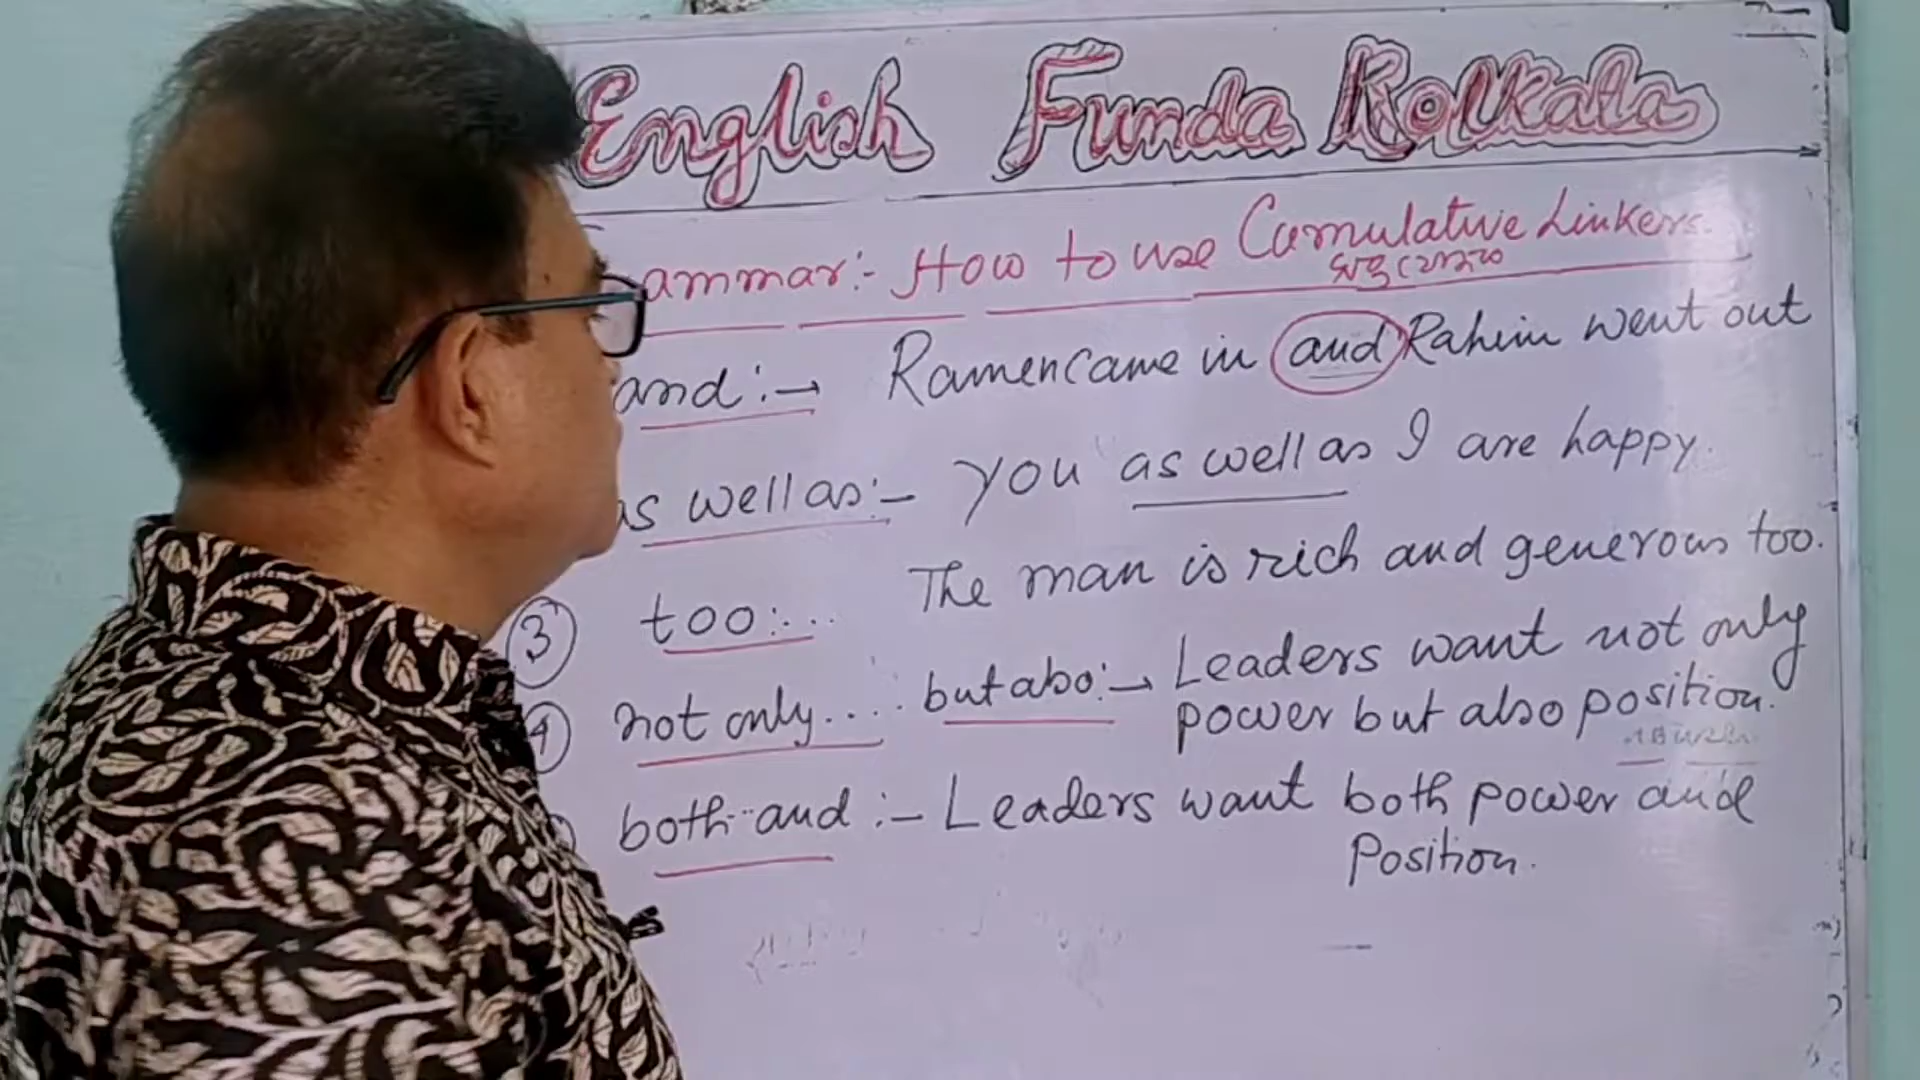 English Funda Kolkata
ammar:- How to use Cumulative Linkers.
and :→ Ramen came in and Rahim went out
as well as :- You as well as I are happy.
3 too :... The man is rich and generous too.
4 not only .... but also :→ Leaders want not only
power but also position.
both--and :- Leaders want both power and
Position.